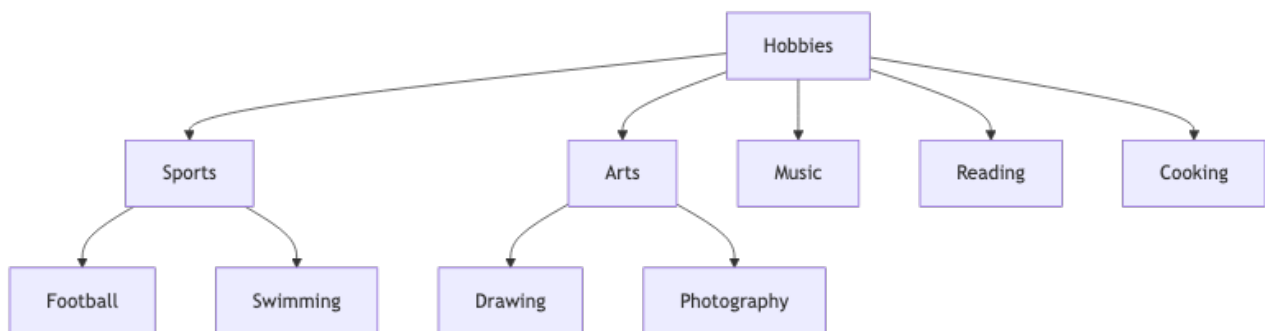 Hobbies
Sports
Arts
Music
Reading
Cooking
Football
Swimming
Drawing
Photography